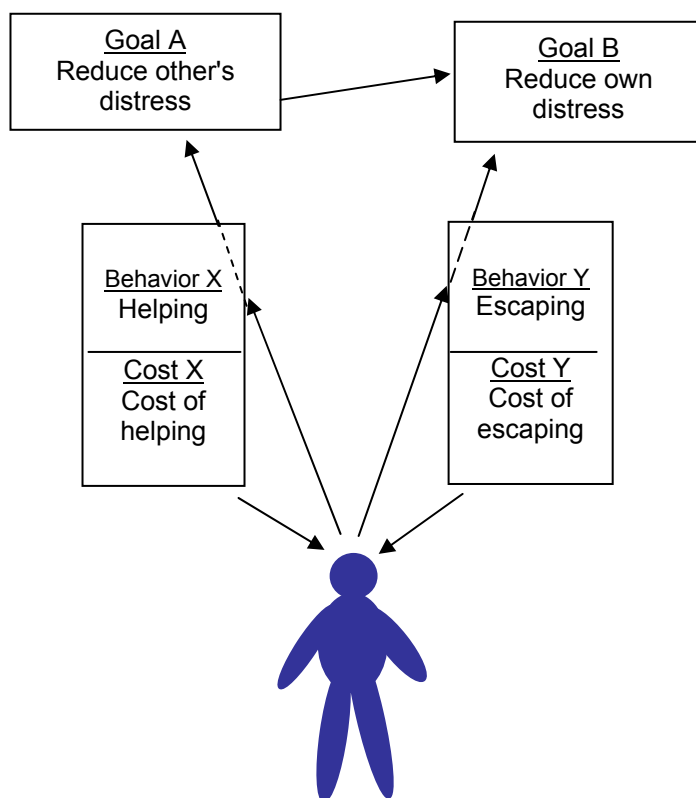 Goal A
Reduce other's
distress
Goal B
Reduce own
distress
Behavior X
Helping
Cost X
Cost of
helping
Behavior Y
Escaping
Cost Y
Cost of
escaping